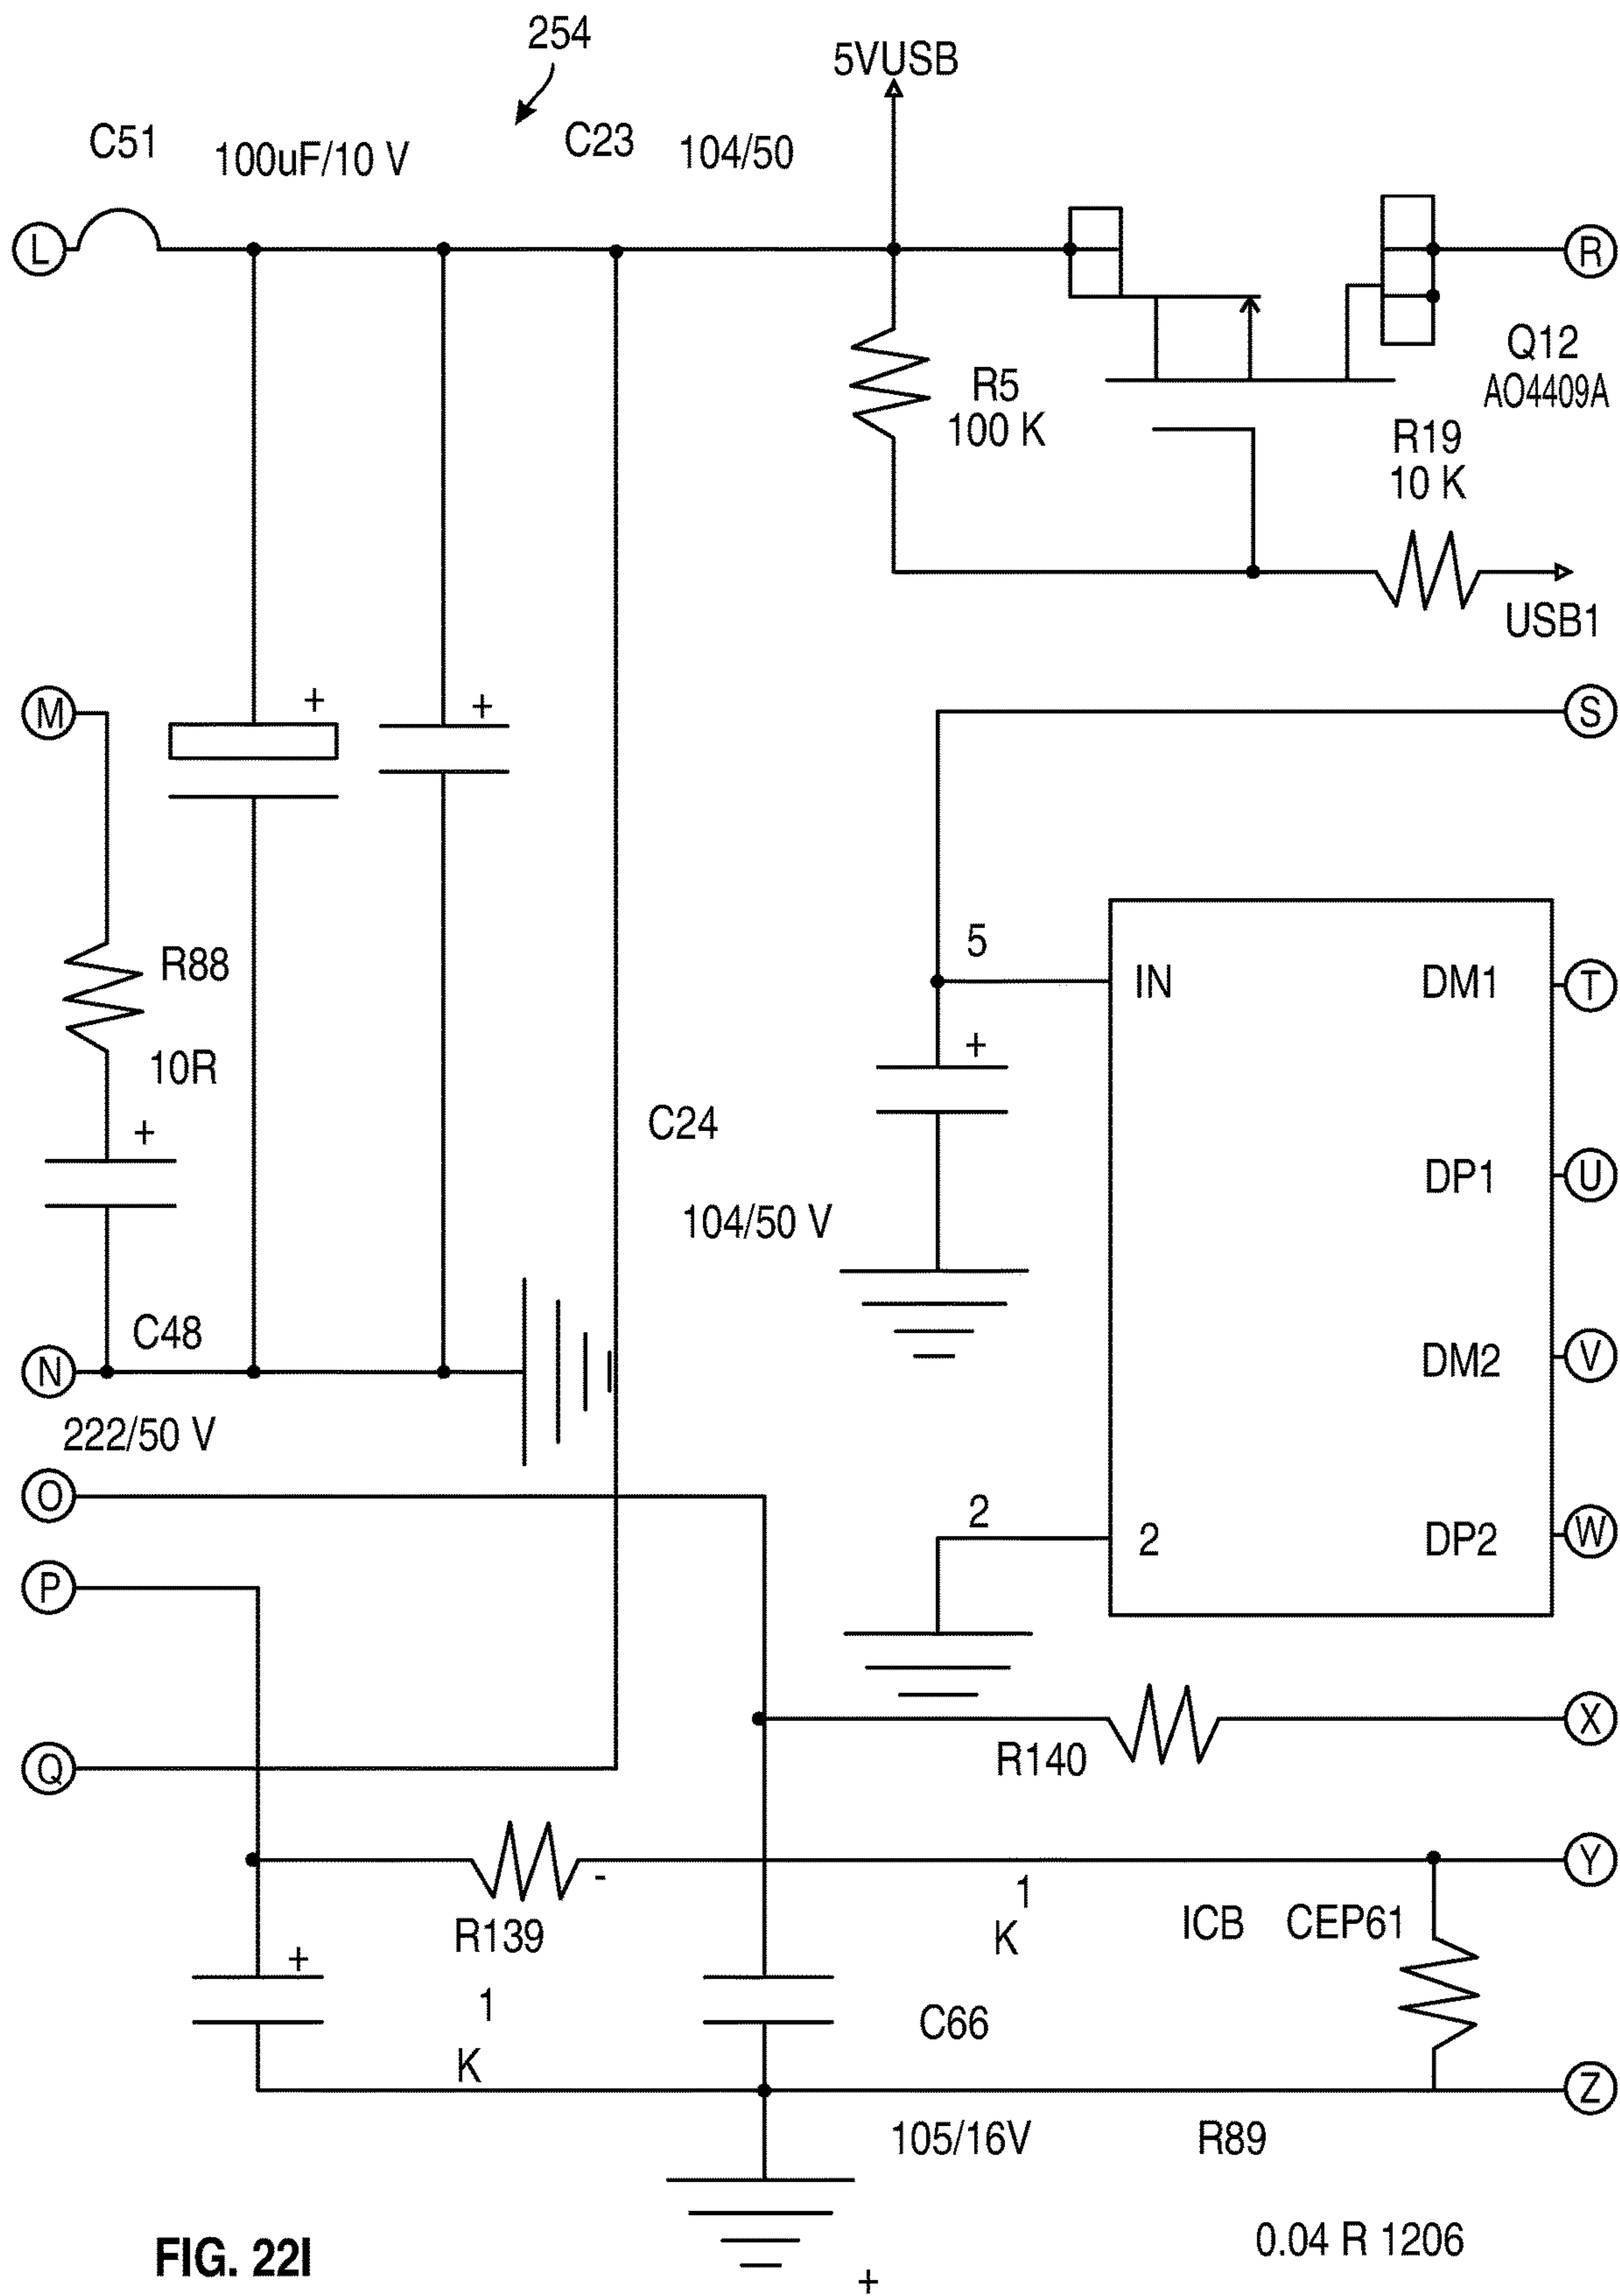 254
5VUSB
C51
100uF/10 V
C23
104/50
L
R
Q12
AO4409A
R5
100 K
R19
10 K
USB1
M
+
+
S
R88
10R
5
IN
DM1
T
+
+
C24
DP1
U
104/50 V
C48
N
DM2
V
222/50 V
O
2
2
DP2
W
P
X
R140
Q
Y
-
R139
1
K
ICB
CEP61
+
1
K
C66
Z
105/16V
R89
0.04 R 1206
FIG. 22I
+